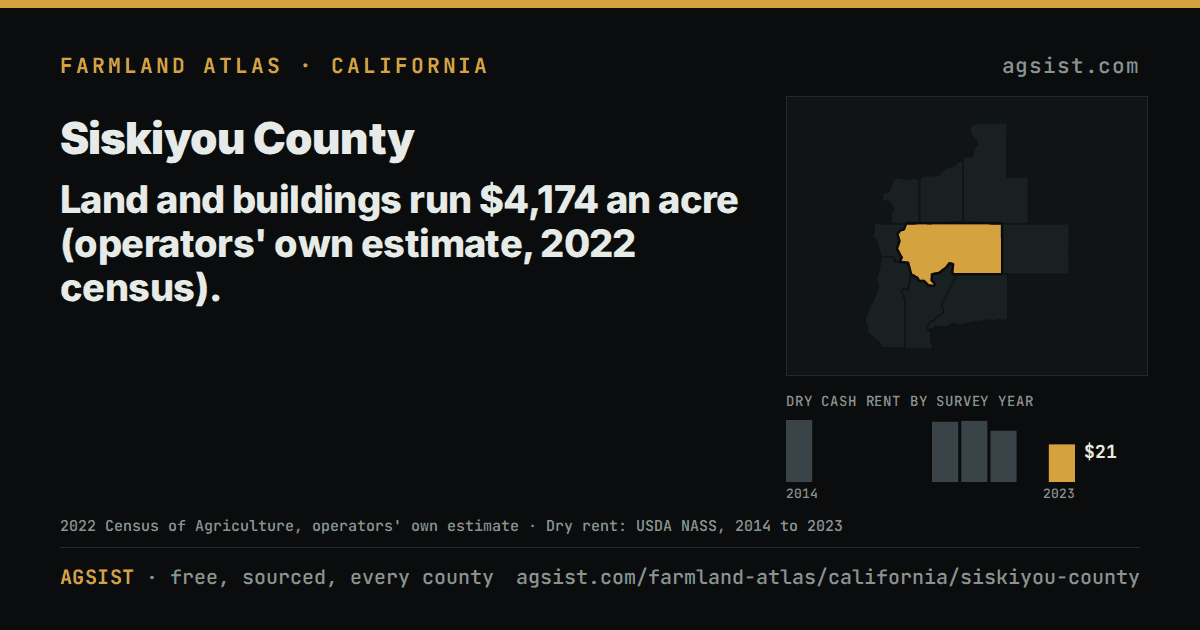 FARMLAND ATLAS · CALIFORNIA
agsist.com
Siskiyou County
Land and buildings run $4,174 an acre
(operators' own estimate, 2022
census).
DRY CASH RENT BY SURVEY YEAR
$21
2014
2023
2022 Census of Agriculture, operators' own estimate · Dry rent: USDA NASS, 2014 to 2023
AGSIST · free, sourced, every county
agsist.com/farmland-atlas/california/siskiyou-county